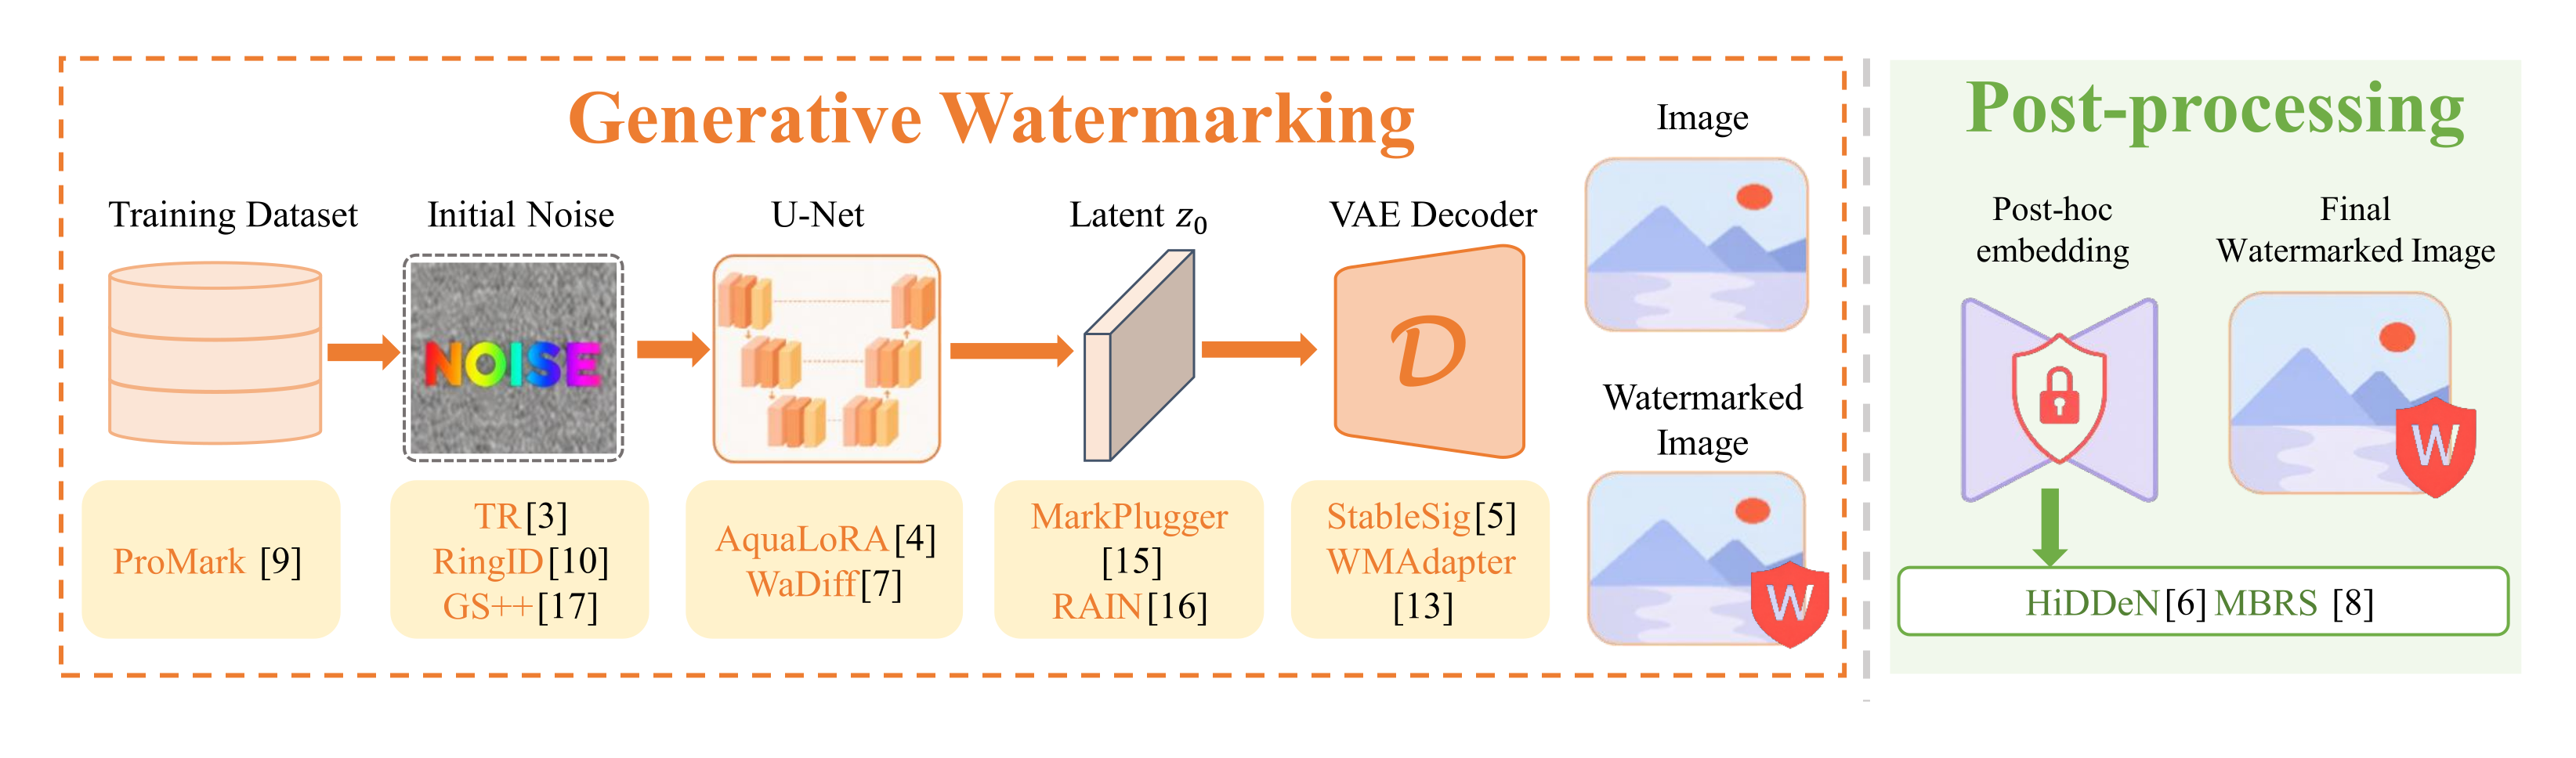 Generative Watermarking
Training Dataset
Initial Noise
U-Net
Latent z₀
VAE Decoder
NOISE
D
ProMark [9]
TR[3]
RingID[10]
GS++[17]
AquaLoRA[4]
WaDiff[7]
MarkPlugger
[15]
RAIN[16]
StableSig[5]
WMAdapter
[13]
Image
Watermarked
Image
W
Post-processing
Post-hoc
embedding
Final
Watermarked Image
W
HiDDeN[6] MBRS [8]